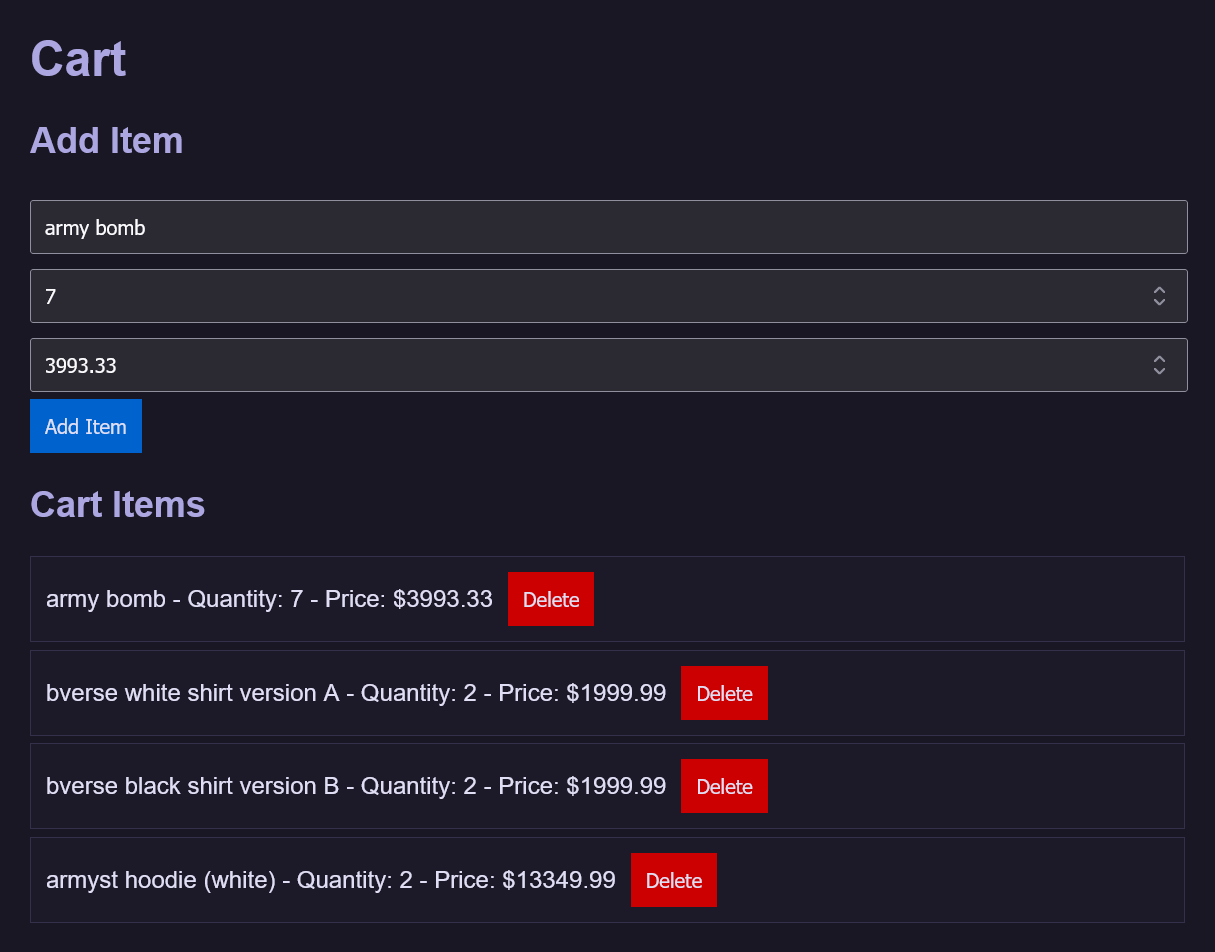 Cart
Add Item
army bomb
7
3993.33
Add Item
Cart Items
army bomb - Quantity: 7 - Price: $3993.33 Delete
bverse white shirt version A - Quantity: 2 - Price: $1999.99 Delete
bverse black shirt version B - Quantity: 2 - Price: $1999.99 Delete
armyst hoodie (white) - Quantity: 2 - Price: $13349.99 Delete